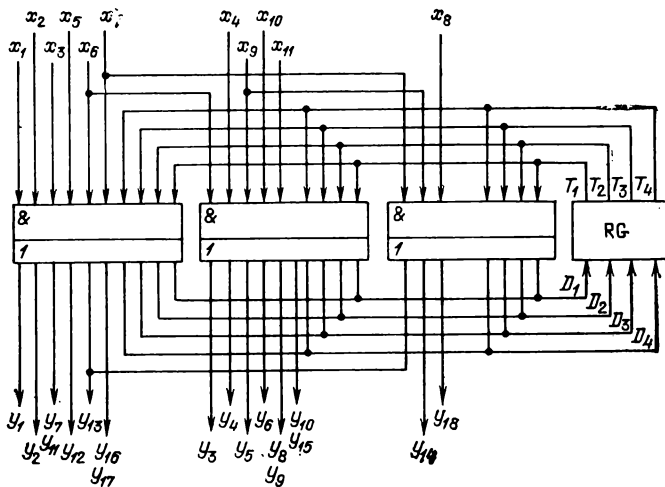 x₂ x₅ x₄ x₁₀ x₈
x₁ x₃ x₆ x₉ x₁₁
T₁ T₂ T₃ T₄
& & & RG
1 1 1
D₁
D₂
D₃
D₄
y₁ y₇ y₁₃ y₁₆ y₄ y₆ y₁₀ y₁₈
y₂ y₁₁ y₁₂ y₁₇ y₃ y₅ y₈ y₁₅ y₁₄
y₉